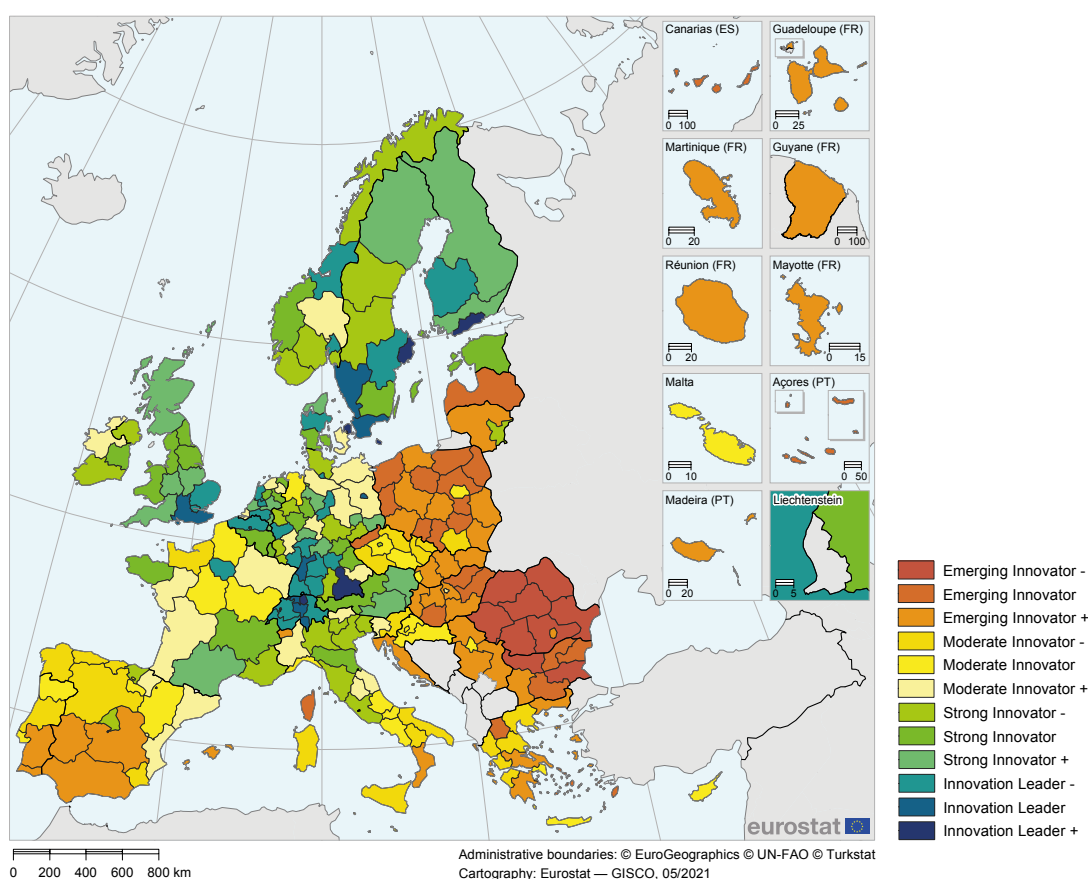 Canarias (ES)
0 100
Guadeloupe (FR)
0 25
Martinique (FR)
0 20
Guyane (FR)
0 100
Réunion (FR)
0 20
Mayotte (FR)
0 15
Malta
0 10
Açores (PT)
0 50
Madeira (PT)
0 20
Liechtenstein
0 5
Emerging Innovator -
Emerging Innovator
Emerging Innovator +
Moderate Innovator -
Moderate Innovator
Moderate Innovator +
Strong Innovator -
Strong Innovator
Strong Innovator +
Innovation Leader -
Innovation Leader
Innovation Leader +
eurostat
0 200 400 600 800 km
Administrative boundaries: © EuroGeographics © UN-FAO © Turkstat
Cartography: Eurostat — GISCO, 05/2021